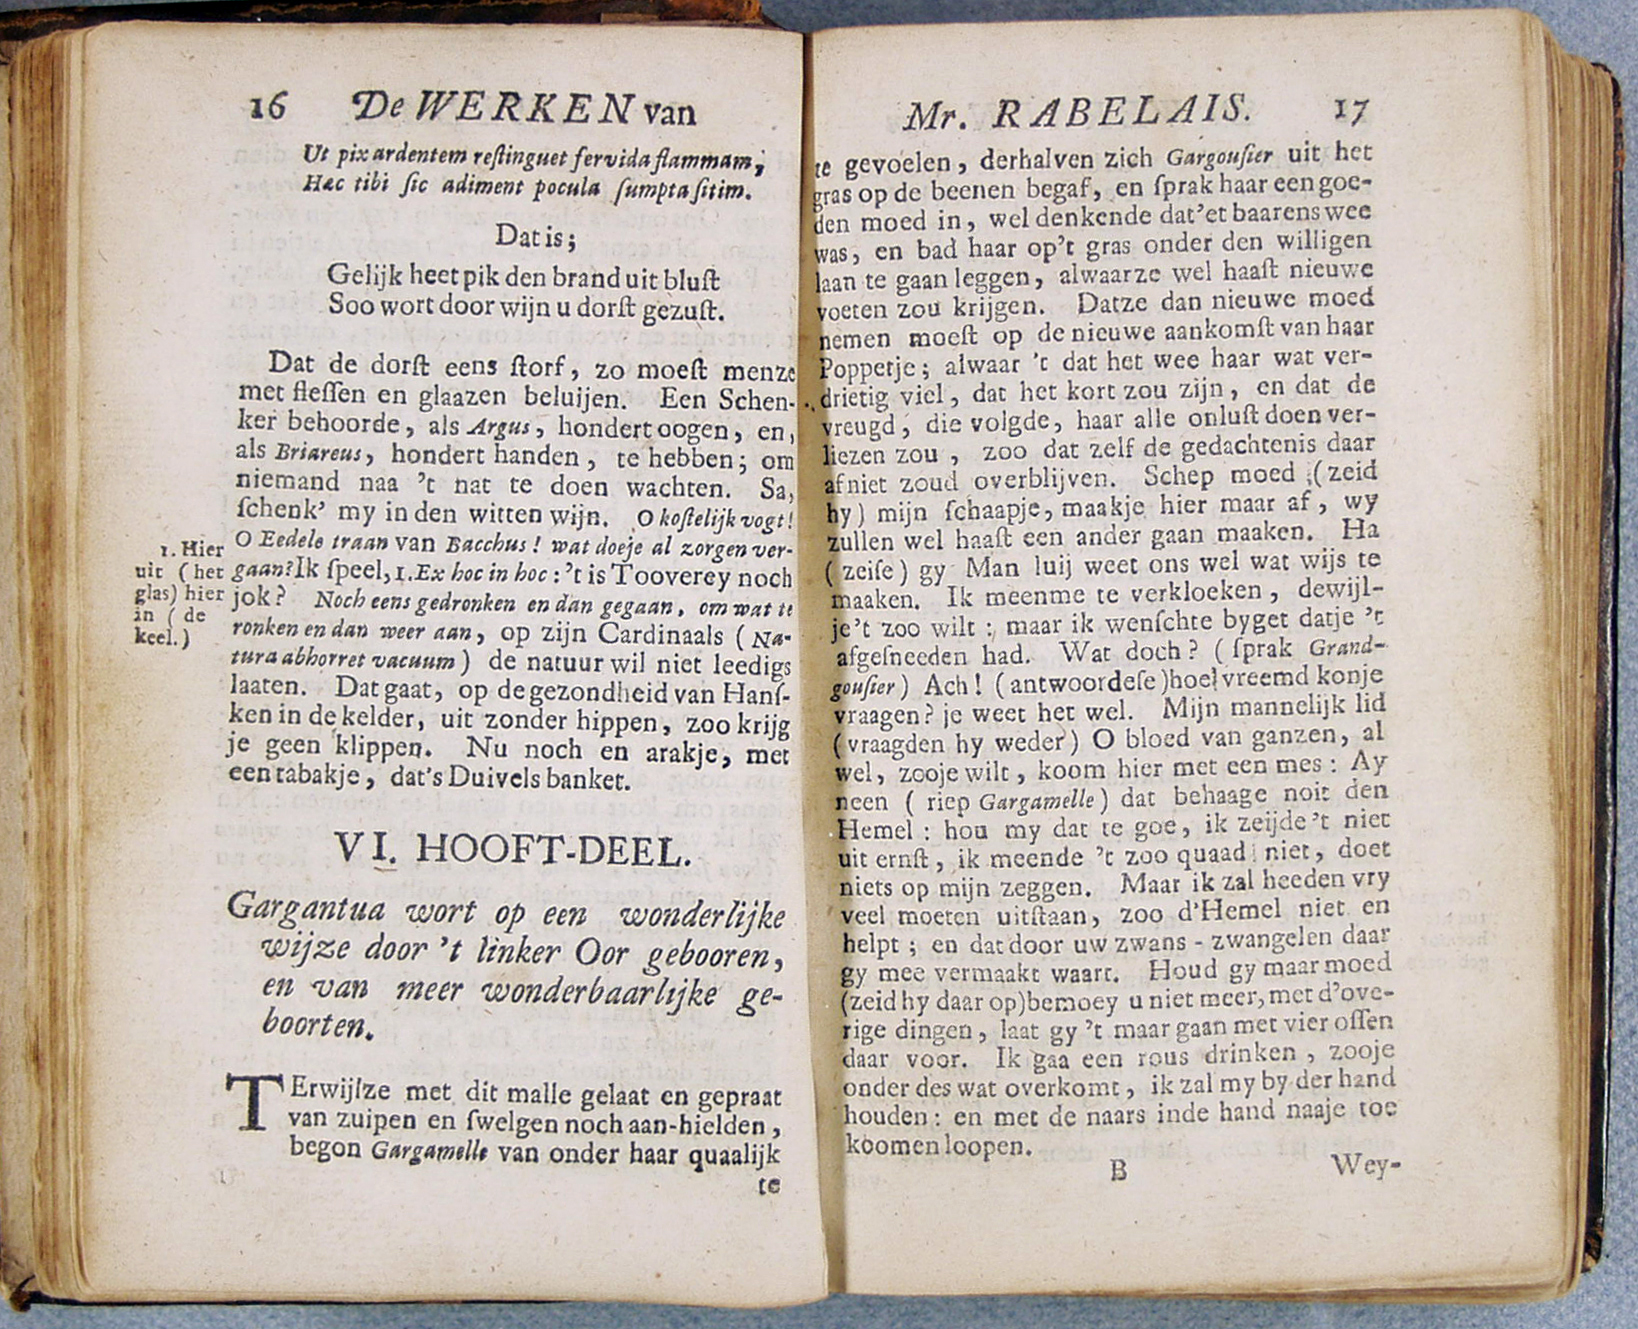 16 De WERKEN van
Ut pix ardentem reſtinguet fervida flammam;
Hæc tibi ſic adiment pocula ſumpta ſitim.
Dat is;
Gelijk heet pik den brand uit bluſt
Soo wort door wijn u dorſt gezuſt.
Dat de dorſt eens ſtorf, zo moeſt menze
met fleſſen en glaazen beluijen. Een Schen-
ker behoorde, als Argus, hondert oogen, en,
als Briareus, hondert handen, te hebben; om
niemand naa 't nat te doen wachten. Sa,
ſchenk' my in den witten wijn. O koſtelijk vogt!
O Eedele traan van Bacchus! wat doeje al zorgen ver-
gaan? Ik ſpeel, 1. Ex hoc in hoc: 't is Tooverey noch
jok? Noch eens gedronken en dan gegaan, om wat te
ronken en dan weer aan, op zijn Cardinaals (Na-
tura abhorret vacuum) de natuur wil niet leedigs
laaten. Dat gaat, op de gezondheid van Hanſ-
ken in de kelder, uit zonder hippen, zoo krijg
je geen klippen. Nu noch en arakje, met
een tabakje, dat's Duivels banket.
1. Hier
uit (het
glas) hier
in (de
keel.)
VI. HOOFT-DEEL.
Gargantua wort op een wonderlijke
wijze door 't linker Oor gebooren,
en van meer wonderbaarlijke ge-
boorten.
TErwijlze met dit malle gelaat en gepraat
van zuipen en ſwelgen noch aan-hielden,
begon Gargamelle van onder haar quaalijk
te
Mr. RABELAIS. 17
te gevoelen, derhalven zich Gargouſier uit het
gras op de beenen begaf, en ſprak haar een goe-
den moed in, wel denkende dat'et baarens wee
was, en bad haar op't gras onder den willigen
laan te gaan leggen, alwaarze wel haaſt nieuwe
voeten zou krijgen. Datze dan nieuwe moed
nemen moeſt op de nieuwe aankomſt van haar
Poppetje; alwaar 't dat het wee haar wat ver-
drietig viel, dat het kort zou zijn, en dat de
vreugd, die volgde, haar alle onluſt doen ver-
liezen zou, zoo dat zelf de gedachtenis daar
af niet zoud overblijven. Schep moed (zeid
hy) mijn ſchaapje, maakje hier maar af, wy
zullen wel haaſt een ander gaan maaken. Ha
(zeiſe) gy Man luij weet ons wel wat wijs te
maaken. Ik meenme te verkloeken, dewijl-
je't zoo wilt: maar ik wenſchte byget datje 't
afgeſneeden had. Wat doch? (ſprak Grand-
gouſier) Ach! (antwoordeſe) hoe! vreemd konje
vraagen? je weet het wel. Mijn mannelijk lid
(vraagden hy weder) O bloed van ganzen, al
wel, zooje wilt, koom hier met een mes: Ay
neen (riep Gargamelle) dat behaage noit den
Hemel: hou my dat te goe, ik zeijde 't niet
uit ernſt, ik meende 't zoo quaad niet, doet
niets op mijn zeggen. Maar ik zal heeden vry
veel moeten uitſtaan, zoo d'Hemel niet en
helpt; en dat door uw zwans-zwangelen daar
gy mee vermaakt waart. Houd gy maar moed
(zeid hy daar op) bemoey u niet meer, met d'ove-
rige dingen, laat gy 't maar gaan met vier oſſen
daar voor. Ik gaa een rous drinken, zooje
onder des wat overkomt, ik zal my by der hand
houden: en met de naars inde hand naaje toe
koomen loopen.
B Wey-